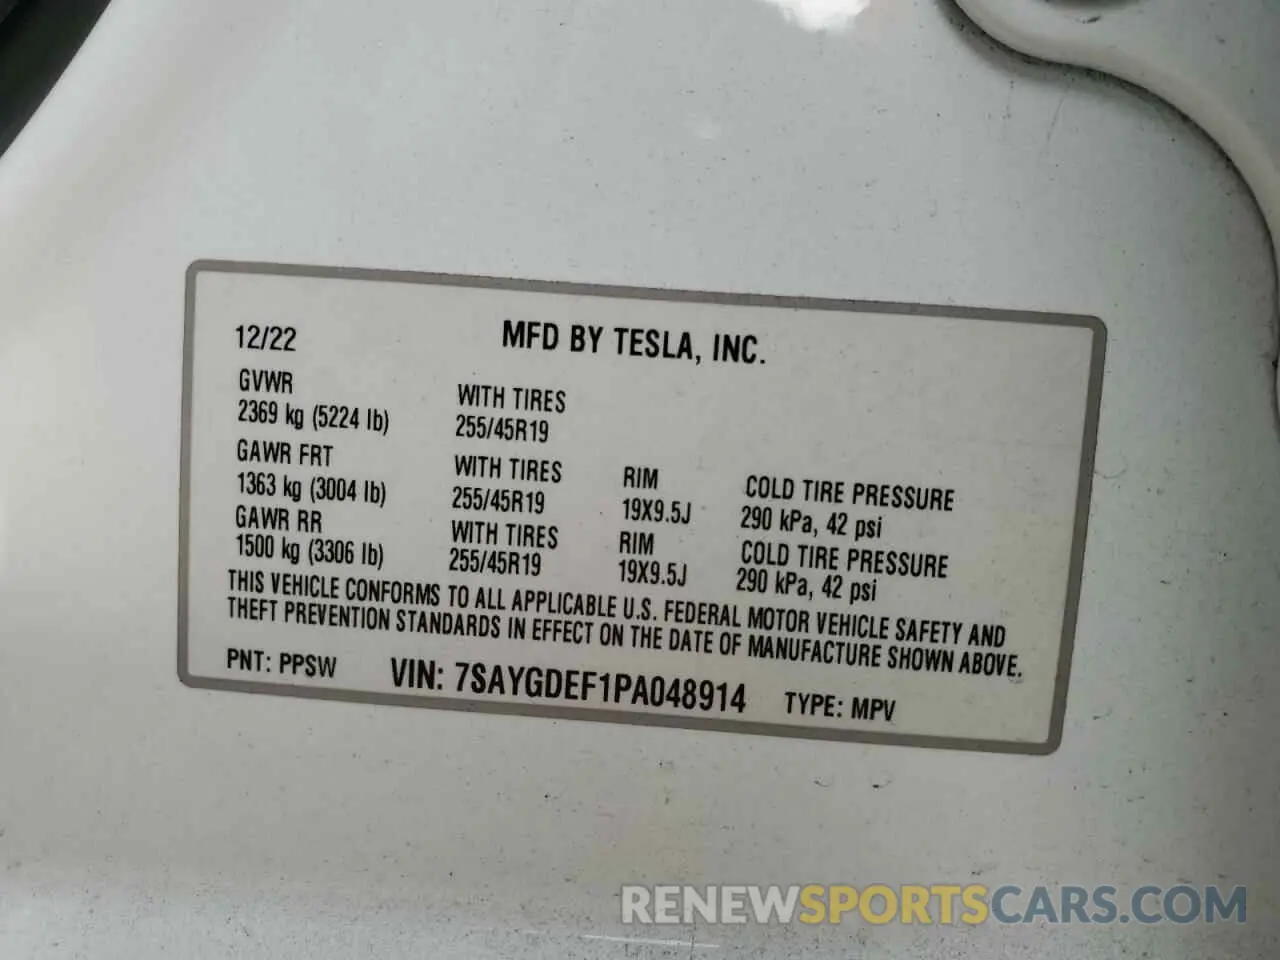 12/22 MFD BY TESLA, INC.
GVWR WITH TIRES
2369 kg (5224 lb) 255/45R19
GAWR FRT WITH TIRES RIM COLD TIRE PRESSURE
1363 kg (3004 lb) 255/45R19 19X9.5J 290 kPa, 42 psi
GAWR RR WITH TIRES RIM COLD TIRE PRESSURE
1500 kg (3306 lb) 255/45R19 19X9.5J 290 kPa, 42 psi
THIS VEHICLE CONFORMS TO ALL APPLICABLE U.S. FEDERAL MOTOR VEHICLE SAFETY AND
THEFT PREVENTION STANDARDS IN EFFECT ON THE DATE OF MANUFACTURE SHOWN ABOVE.
PNT: PPSW VIN: 7SAYGDEF1PA048914 TYPE: MPV
RENEWSPORTSCARS.COM